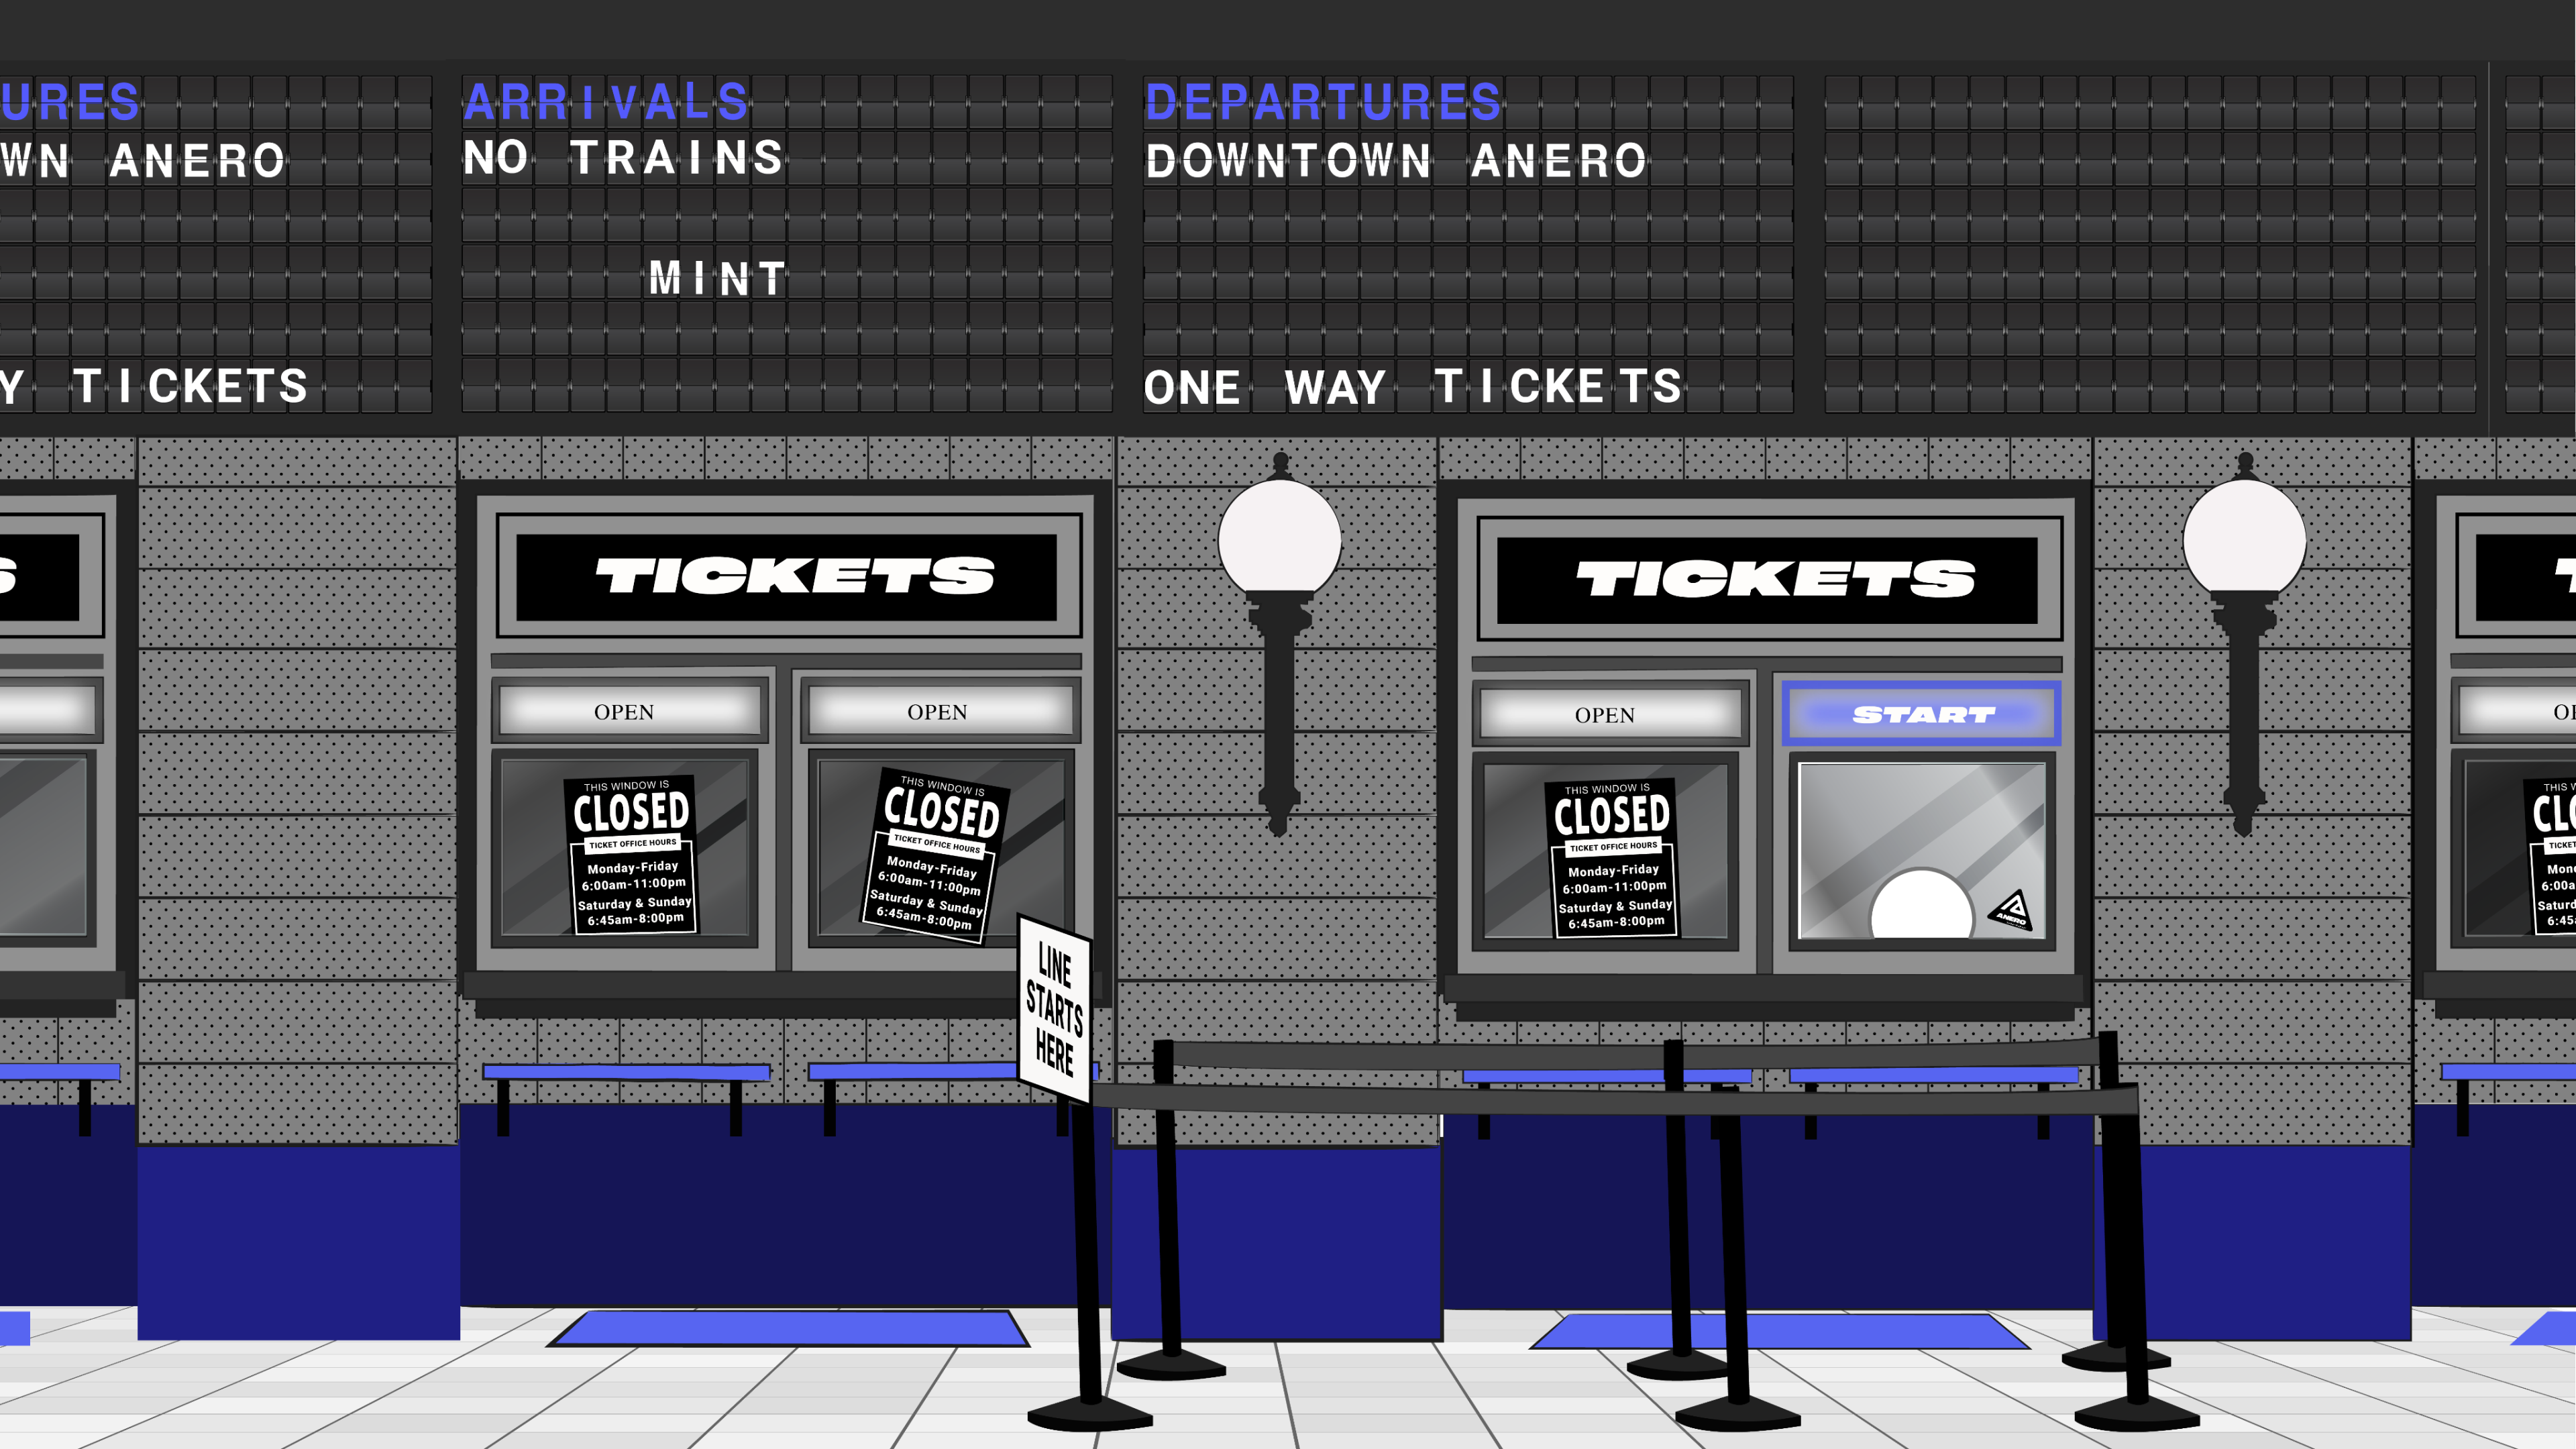 URES
WN ANERO
Y TICKETS
ARRIVALS
NO TRAINS
MINT
DEPARTURES
DOWNTOWN ANERO
ONE WAY TICKETS
S
TICKETS
OPEN
OPEN
THIS WINDOW IS
CLOSED
TICKET OFFICE HOURS
Monday-Friday
6:00am-11:00pm
Saturday & Sunday
6:45am-8:00pm
THIS WINDOW IS
CLOSED
TICKET OFFICE HOURS
Monday-Friday
6:00am-11:00pm
Saturday & Sunday
6:45am-8:00pm
LINE
STARTS
HERE
TICKETS
OPEN
START
THIS WINDOW IS
CLOSED
TICKET OFFICE HOURS
Monday-Friday
6:00am-11:00pm
Saturday & Sunday
6:45am-8:00pm
ANERO